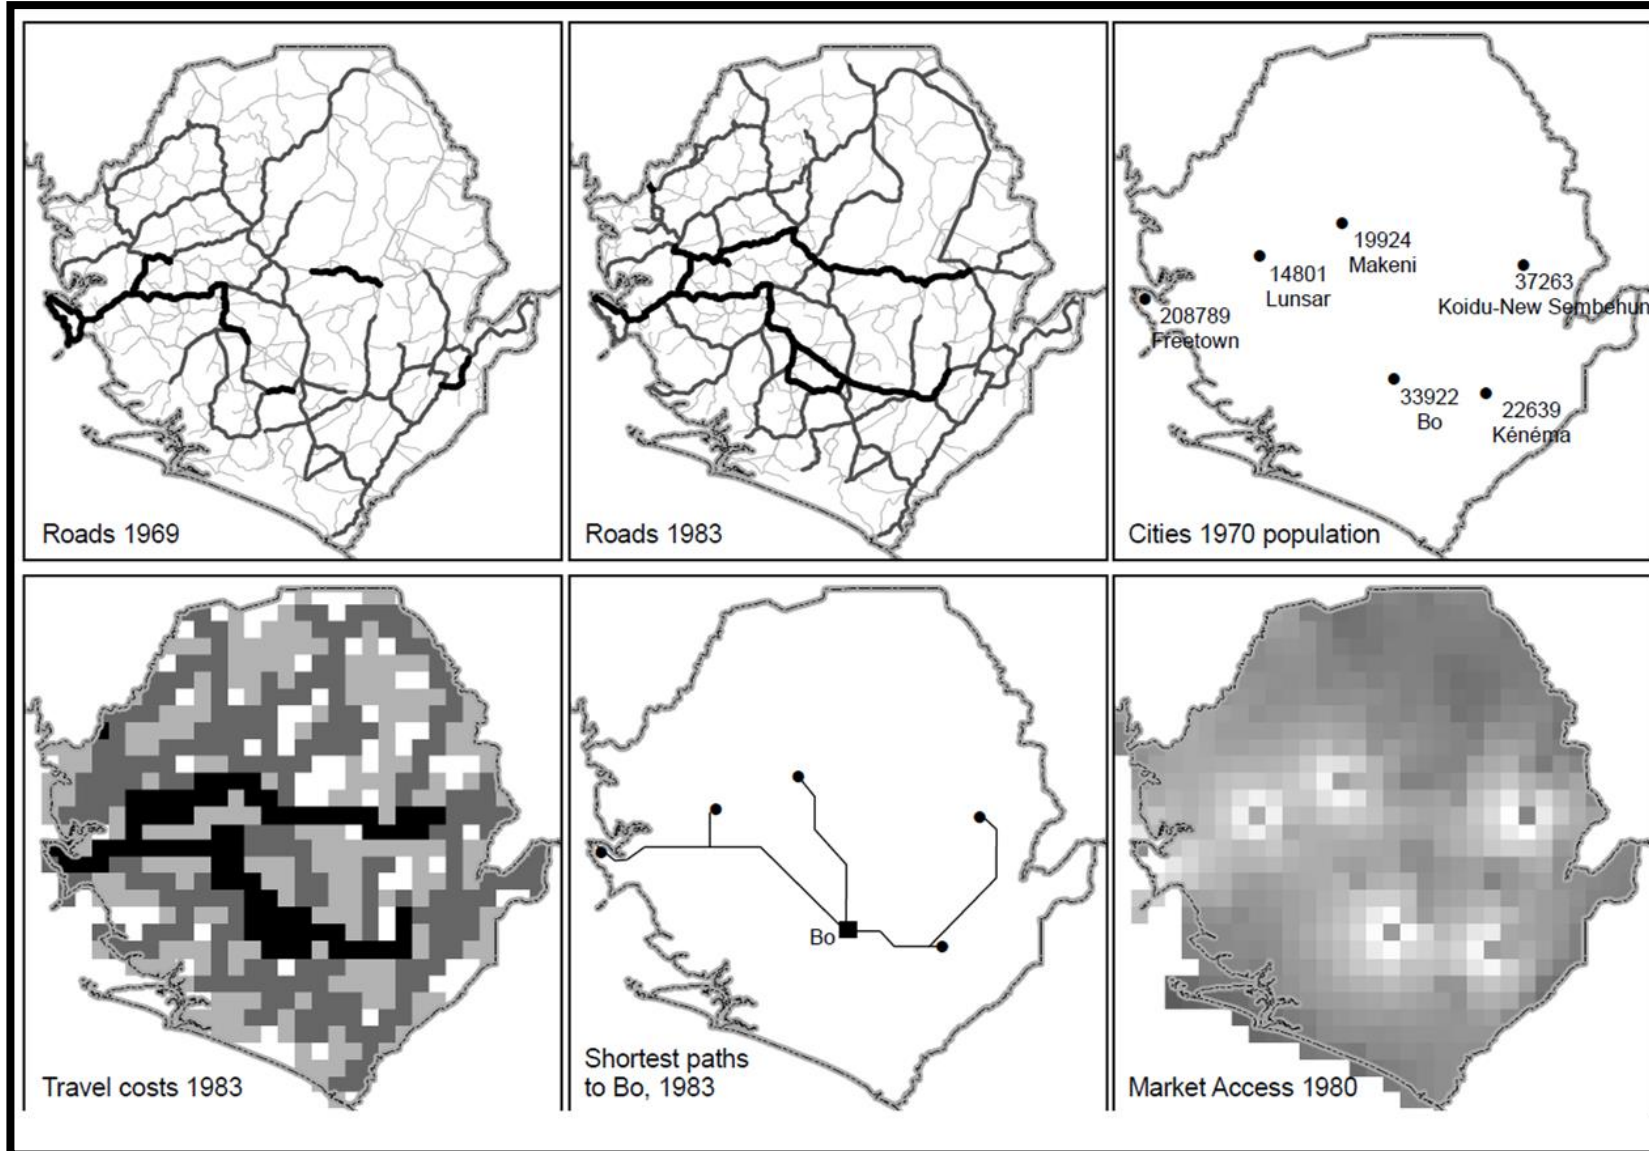 Roads 1969
Roads 1983
19924
Makeni
14801
Lunsar
37263
Koidu-New Sembehun
208789
Freetown
33922
Bo
22639
Kénéma
Cities 1970 population
Travel costs 1983
Bo
Shortest paths
to Bo, 1983
Market Access 1980